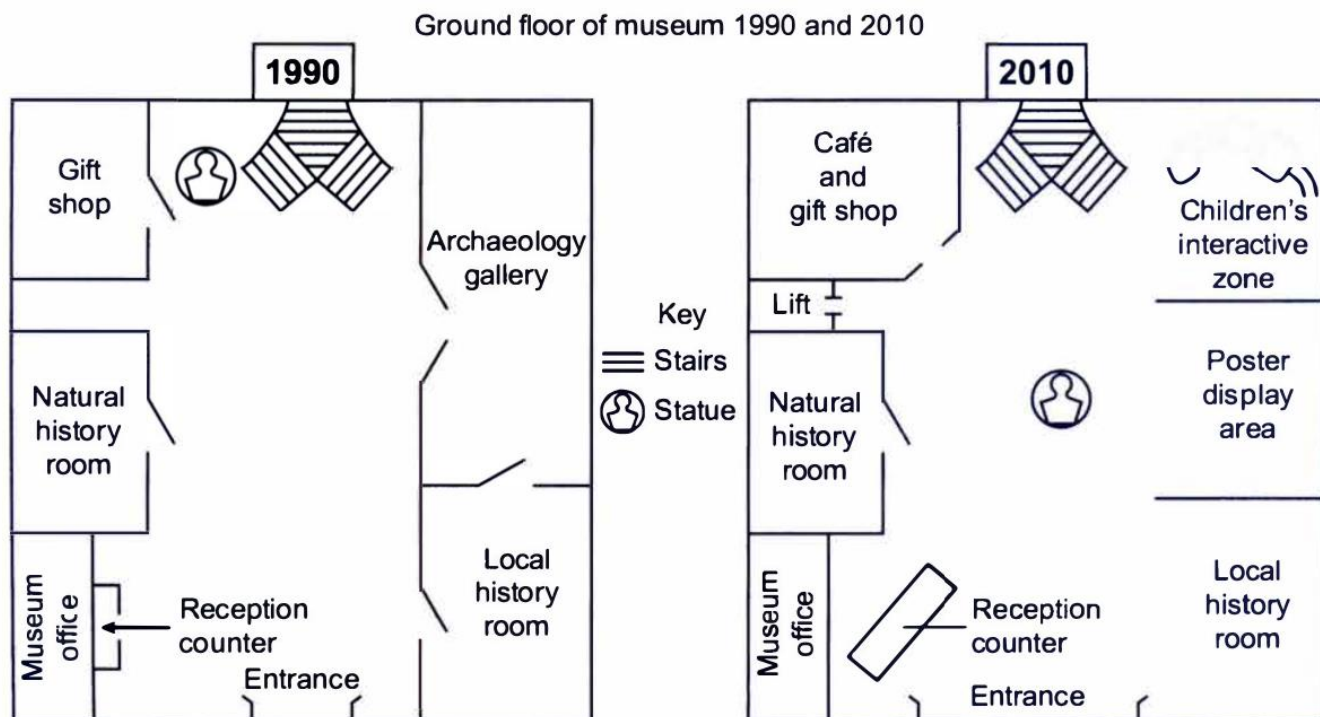 Ground floor of museum 1990 and 2010
1990
Gift
shop
Archaeology
gallery
Natural
history
room
Museum
office
Reception
counter
Local
history
room
Entrance
Key
Stairs
Statue
2010
Café
and
gift shop
Children's
interactive
zone
Lift
Natural
history
room
Poster
display
area
Museum
office
Reception
counter
Local
history
room
Entrance